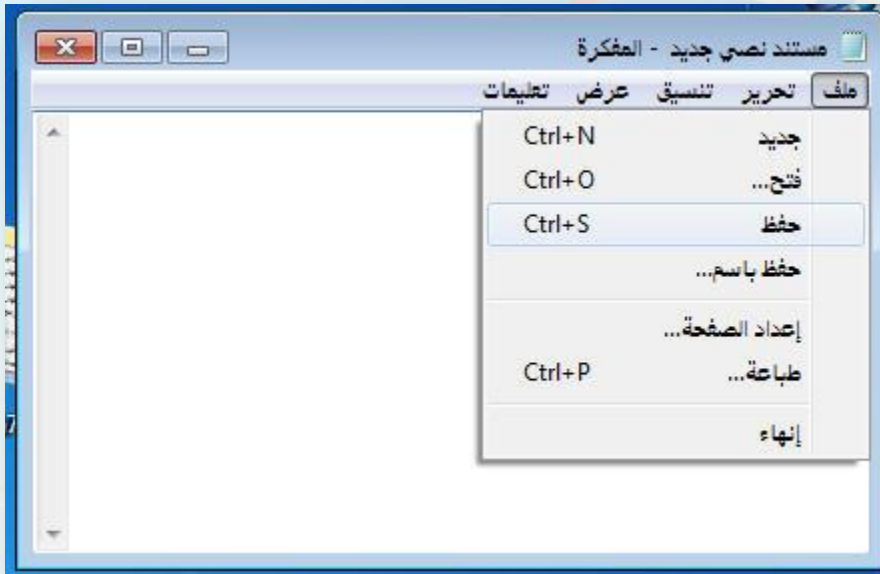 مستند نصي جديد - المفكرة
ملف تحرير تنسيق عرض تعليمات
جديد Ctrl+N
فتح... Ctrl+O
حفظ Ctrl+S
حفظ باسم...
إعداد الصفحة...
طباعة... Ctrl+P
إنهاء
7